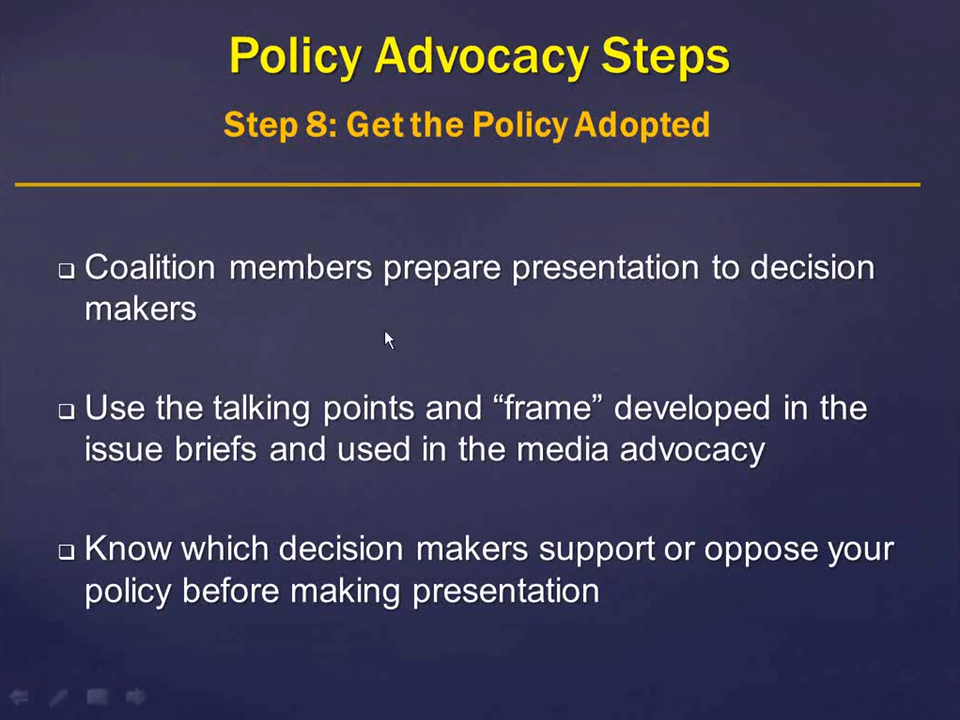 Policy Advocacy Steps
Step 8: Get the Policy Adopted
Coalition members prepare presentation to decision
makers
Use the talking points and “frame” developed in the
issue briefs and used in the media advocacy
Know which decision makers support or oppose your
policy before making presentation